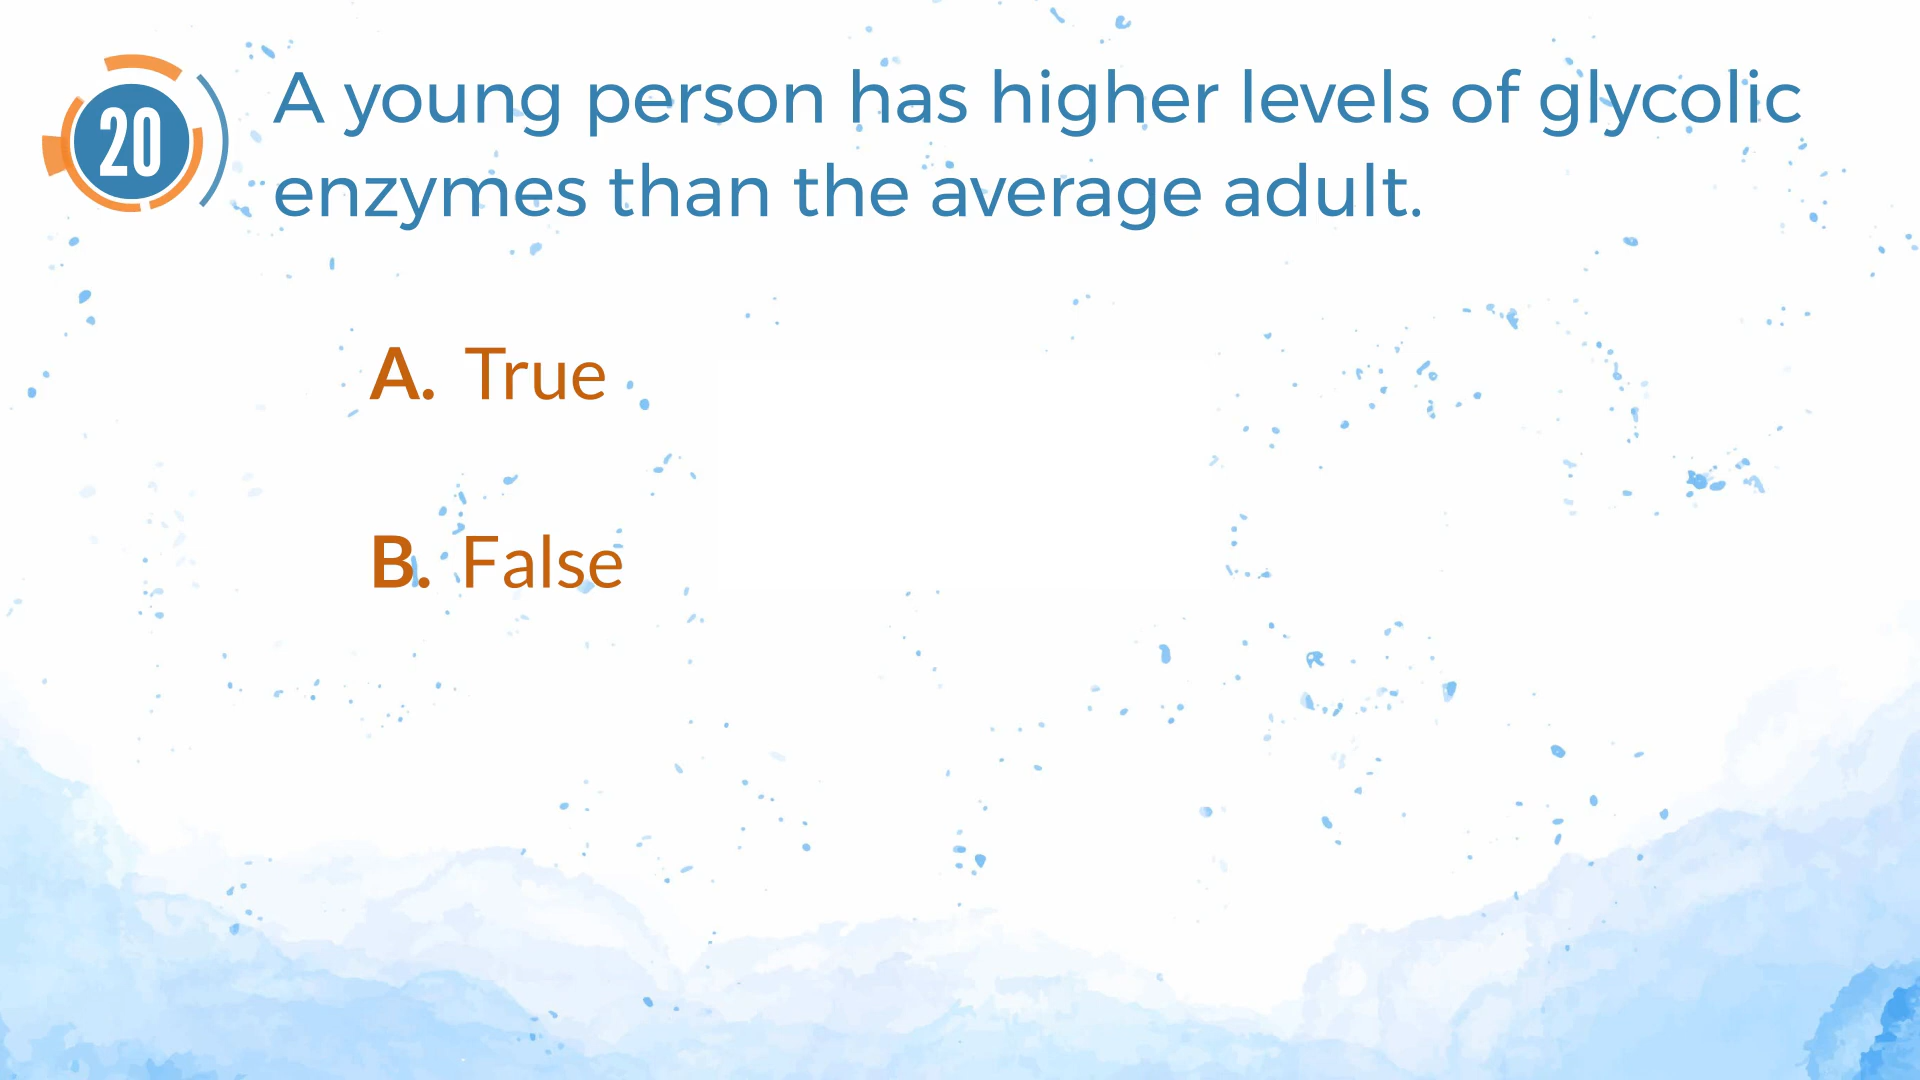 20
A young person has higher levels of glycolic
enzymes than the average adult.
A. True
B. False